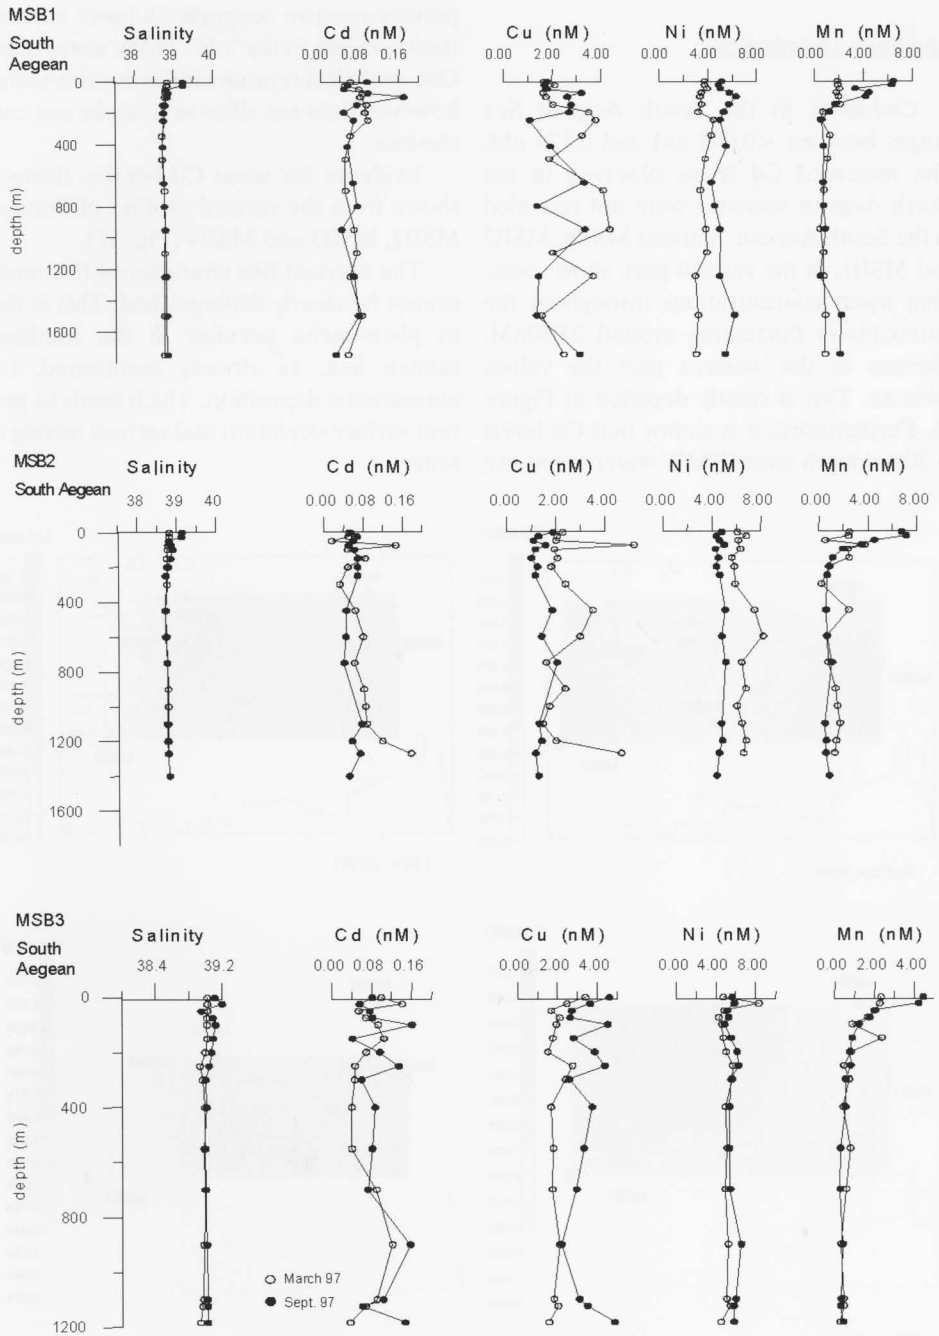 MSB1
South
Aegean
Salinity
Cd (nM)
Cu (nM)
Ni (nM)
Mn (nM)
38 39 40
0.00 0.08 0.16
0.00 2.00 4.00
0.00 4.00 8.00
0.00 4.00 8.00
0
400
800
1200
1600
depth (m)
MSB2
South Aegean
Salinity
Cd (nM)
Cu (nM)
Ni (nM)
Mn (nM)
38 39 40
0.00 0.08 0.16
0.00 2.00 4.00
0.00 4.00 8.00
0.00 4.00 8.00
0
400
800
1200
1600
depth (m)
MSB3
South
Aegean
Salinity
Cd (nM)
Cu (nM)
Ni (nM)
Mn (nM)
38.4 39.2
0.00 0.08 0.16
0.00 2.00 4.00
0.00 4.00 8.00
0.00 2.00 4.00
0
400
800
1200
depth (m)
March 97
Sept. 97